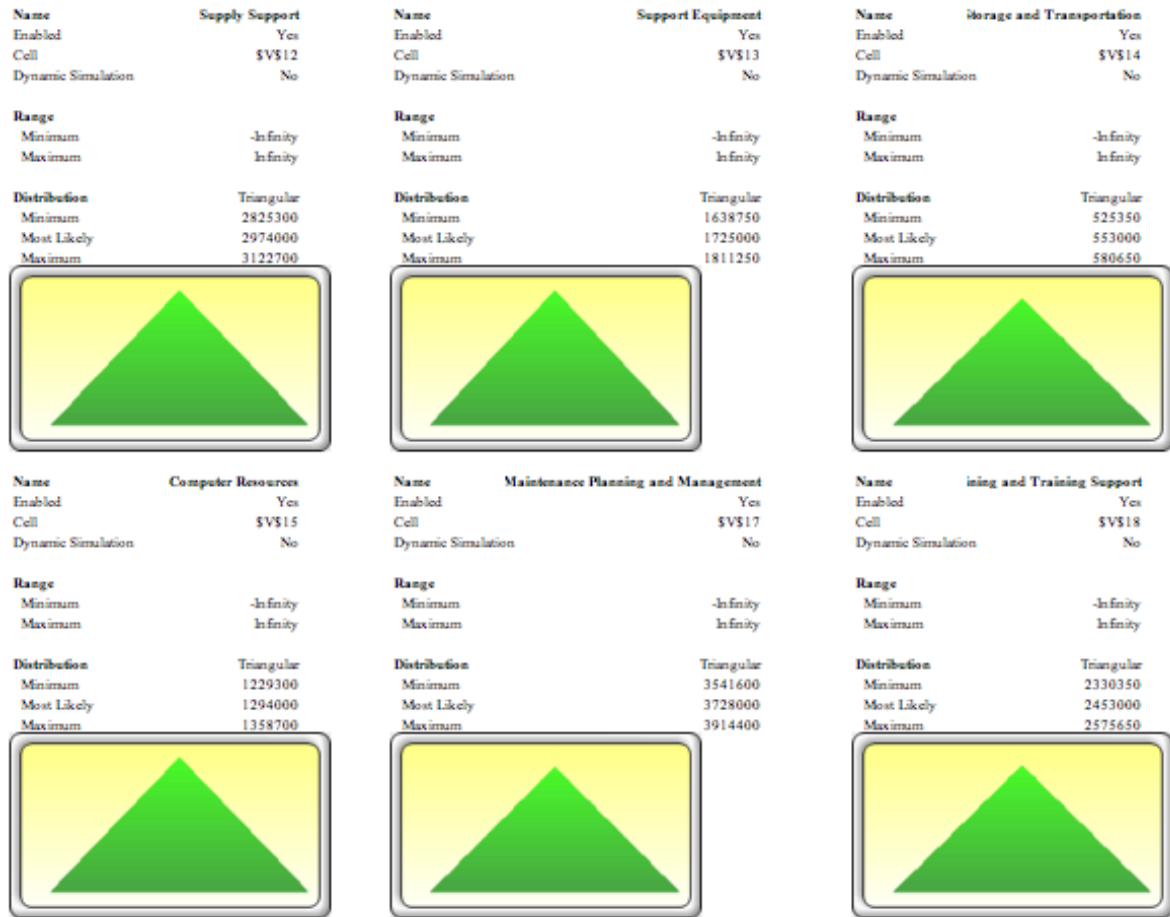 Name Supply Support
Enabled Yes
Cell $V$12
Dynamic Simulation No
Range
Minimum -Infinity
Maximum Infinity
Distribution Triangular
Minimum 2825300
Most Likely 2974000
Maximum 3122700
Name Support Equipment
Enabled Yes
Cell $V$13
Dynamic Simulation No
Range
Minimum -Infinity
Maximum Infinity
Distribution Triangular
Minimum 1638750
Most Likely 1725000
Maximum 1811250
Name torage and Transportation
Enabled Yes
Cell $V$14
Dynamic Simulation No
Range
Minimum -Infinity
Maximum Infinity
Distribution Triangular
Minimum 525350
Most Likely 553000
Maximum 580650
Name Computer Resources
Enabled Yes
Cell $V$15
Dynamic Simulation No
Range
Minimum -Infinity
Maximum Infinity
Distribution Triangular
Minimum 1229300
Most Likely 1294000
Maximum 1358700
Name Maintenance Planning and Management
Enabled Yes
Cell $V$17
Dynamic Simulation No
Range
Minimum -Infinity
Maximum Infinity
Distribution Triangular
Minimum 3541600
Most Likely 3728000
Maximum 3914400
Name ining and Training Support
Enabled Yes
Cell $V$18
Dynamic Simulation No
Range
Minimum -Infinity
Maximum Infinity
Distribution Triangular
Minimum 2330350
Most Likely 2453000
Maximum 2575650